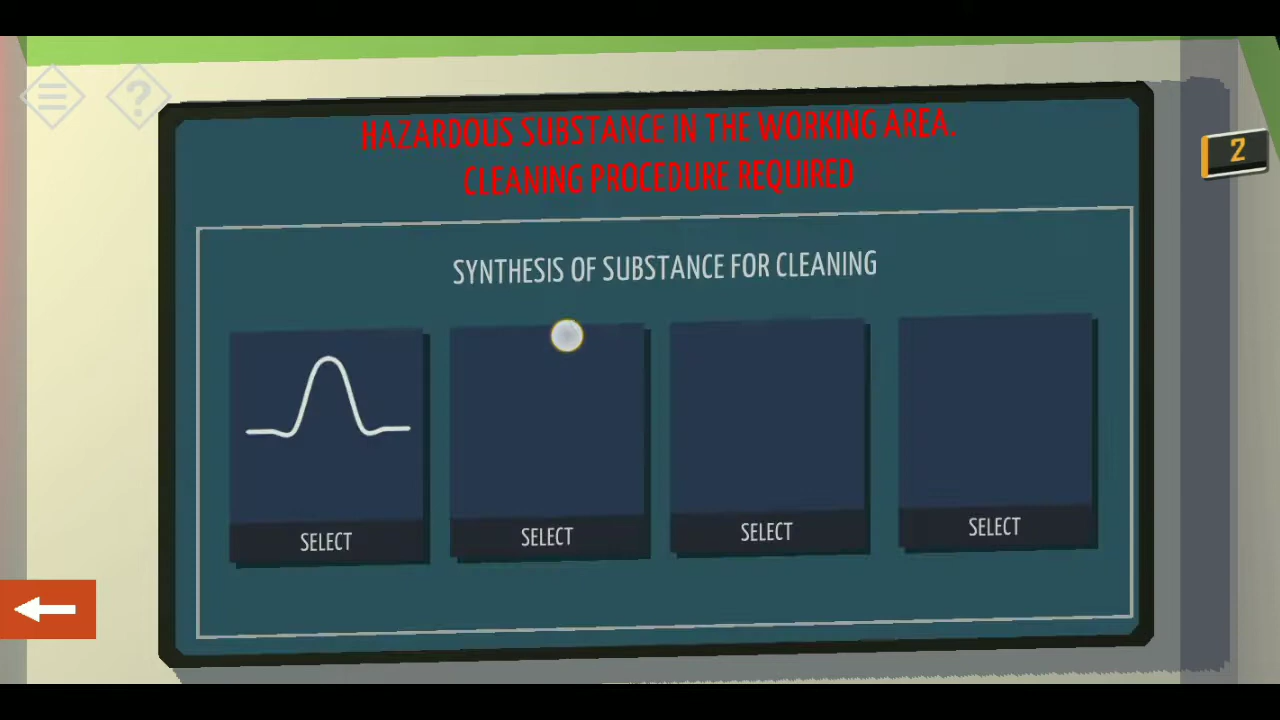 HAZARDOUS SUBSTANCE IN THE WORKING AREA.
CLEANING PROCEDURE REQUIRED
?
2
SYNTHESIS OF SUBSTANCE FOR CLEANING
SELECT
SELECT
SELECT
SELECT